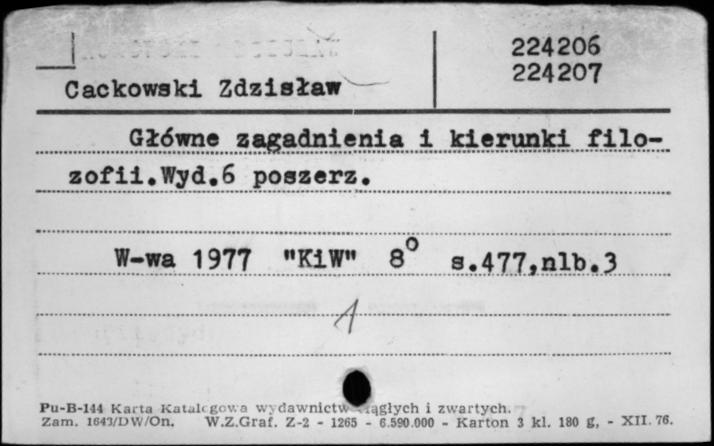 224206
224207
Cackowski Zdzisław
Główne zagadnienia i kierunki filo-
zofii.Wyd.6 poszerz.
W-wa 1977 "KiW" 8° s.477,nlb.3
1
Pu-B-144 Karta Katalogowa wydawnictw ciągłych i zwartych.
Zam. 1643/DW/On. W.Z.Graf. Z-2 - 1265 - 6.590.000 - Karton 3 kl. 180 g, - XII. 76.